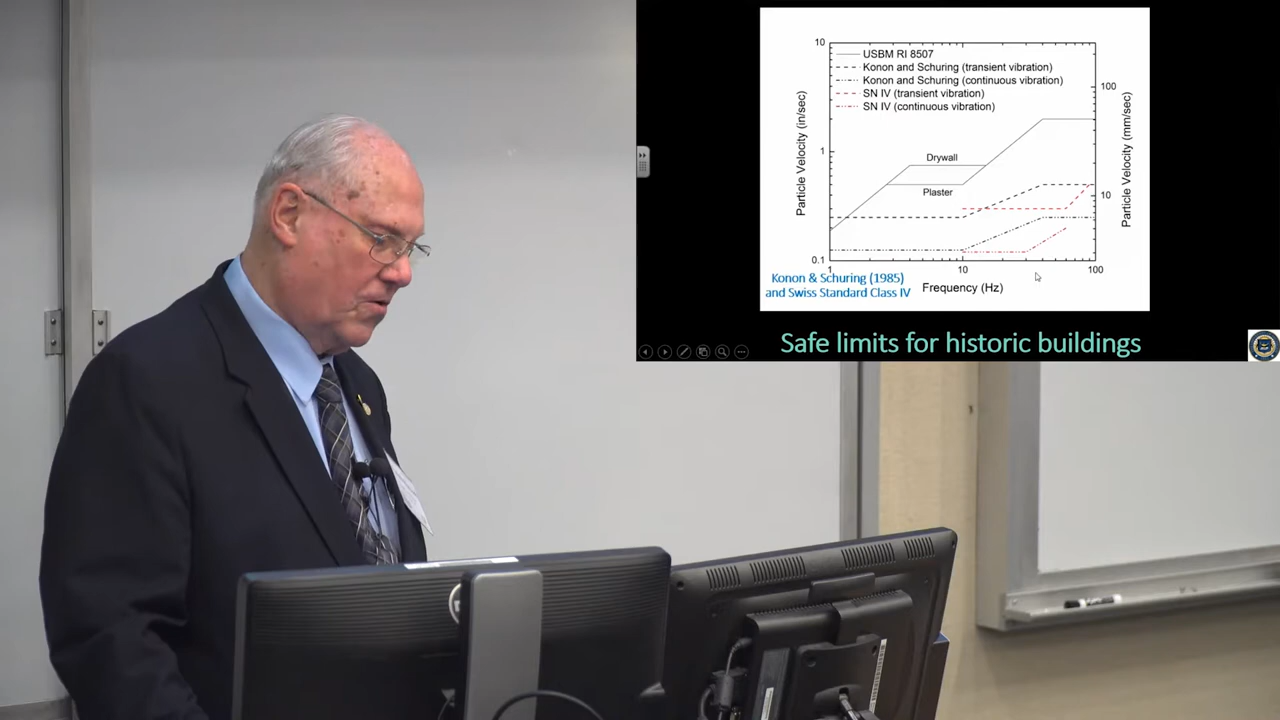 10
USBM RI 8507
Konon and Schuring (transient vibration)
Konon and Schuring (continuous vibration)
SN IV (transient vibration)
SN IV (continuous vibration)
100
Particle Velocity (in/sec)
Particle Velocity (mm/sec)
1
Drywall
Plaster
10
0.1
1
10
100
Konon & Schuring (1985)
and Swiss Standard Class IV
Frequency (Hz)
Safe limits for historic buildings